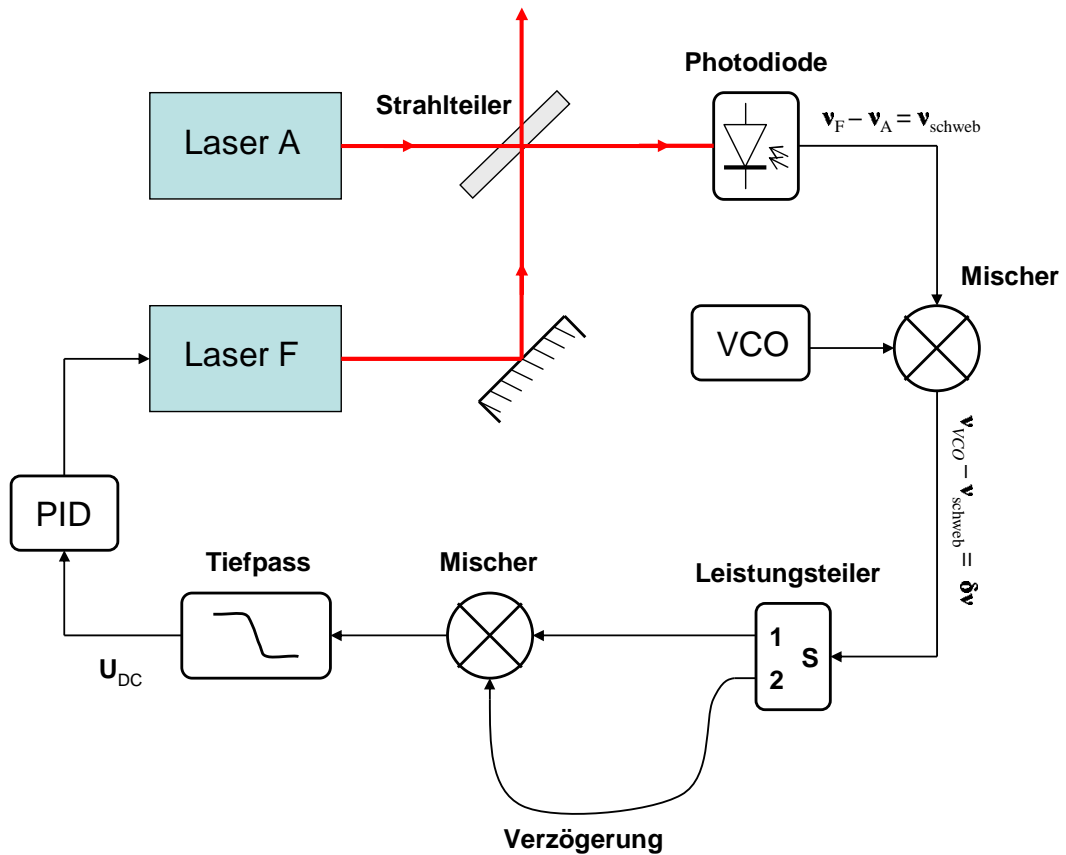 Photodiode
Strahlteiler
Laser A
ν_F – ν_A = ν_schweb
Mischer
Laser F
VCO
ν_VCO – ν_schweb = δν
PID
Tiefpass
Mischer
Leistungsteiler
1
S
2
U_DC
Verzögerung